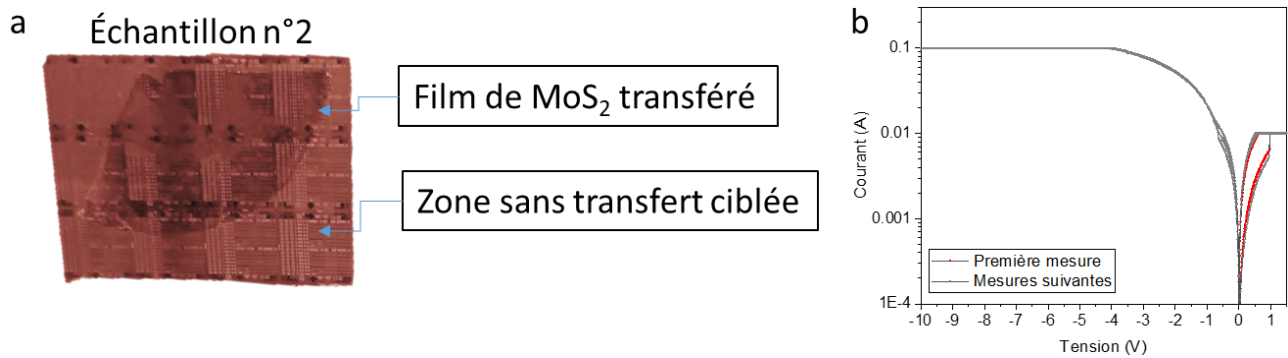 a
Échantillon n°2
Film de MoS₂ transféré
Zone sans transfert ciblée
b
Courant (A)
0.1
0.01
0.001
1E-4
Première mesure
Mesures suivantes
-10 -9 -8 -7 -6 -5 -4 -3 -2 -1 0 1
Tension (V)